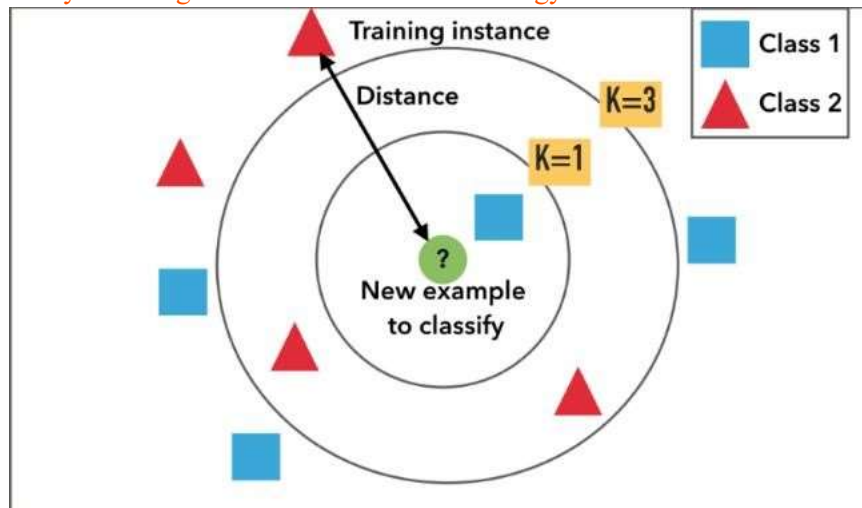 Training instance
Class 1
Distance
K=3
Class 2
K=1
?
New example
to classify